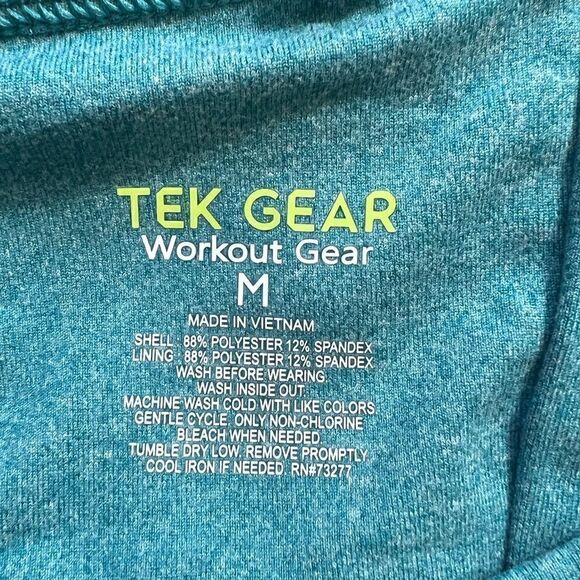 TEK GEAR
Workout Gear
M
MADE IN VIETNAM
SHELL : 88% POLYESTER 12% SPANDEX
LINING : 88% POLYESTER 12% SPANDEX
WASH BEFORE WEARING.
WASH INSIDE OUT.
MACHINE WASH COLD WITH LIKE COLORS.
GENTLE CYCLE. ONLY NON-CHLORINE
BLEACH WHEN NEEDED.
TUMBLE DRY LOW. REMOVE PROMPTLY.
COOL IRON IF NEEDED. RN#73277